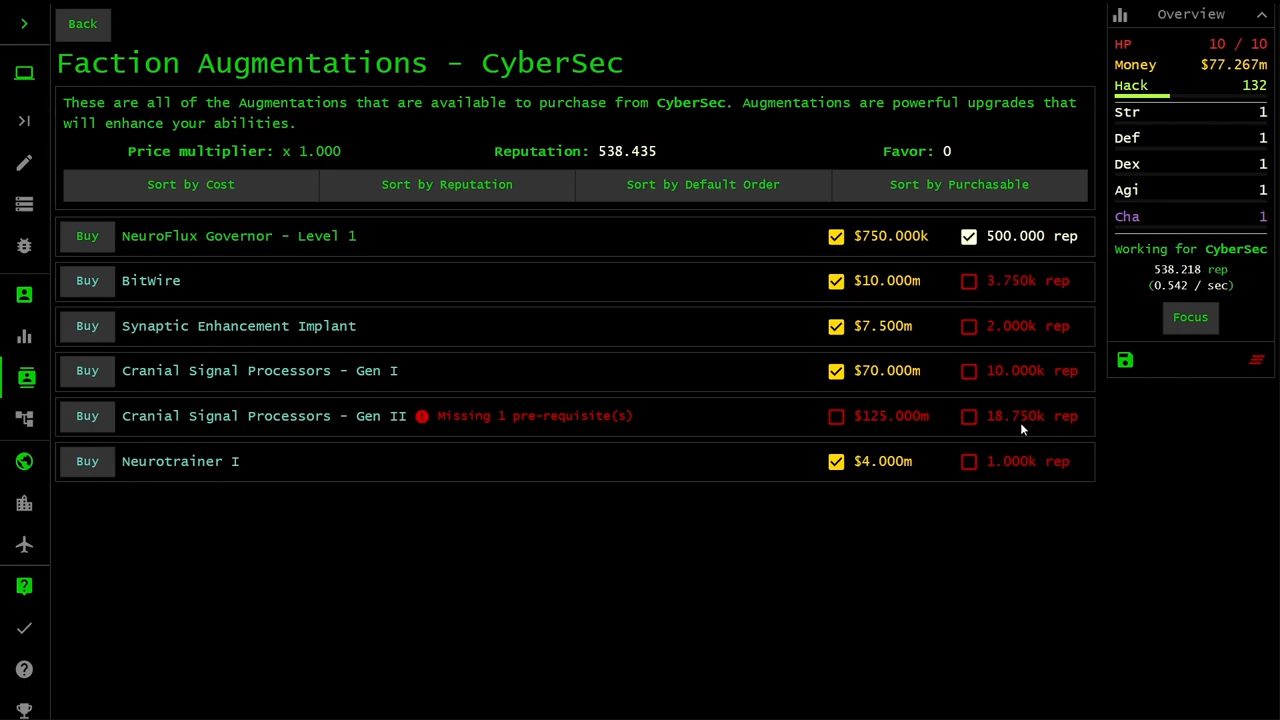 Back
Faction Augmentations - CyberSec
These are all of the Augmentations that are available to purchase from CyberSec. Augmentations are powerful upgrades that
will enhance your abilities.
Price multiplier: x 1.000 Reputation: 538.435 Favor: 0
Sort by Cost Sort by Reputation Sort by Default Order Sort by Purchasable
Buy NeuroFlux Governor - Level 1 $750.000k 500.000 rep
Buy BitWire $10.000m 3.750k rep
Buy Synaptic Enhancement Implant $7.500m 2.000k rep
Buy Cranial Signal Processors - Gen I $70.000m 10.000k rep
Buy Cranial Signal Processors - Gen II Missing 1 pre-requisite(s) $125.000m 18.750k rep
Buy Neurotrainer I $4.000m 1.000k rep
Overview
HP 10 / 10
Money $77.267m
Hack 132
Str 1
Def 1
Dex 1
Agi 1
Cha 1
Working for CyberSec
538.218 rep
(0.542 / sec)
Focus